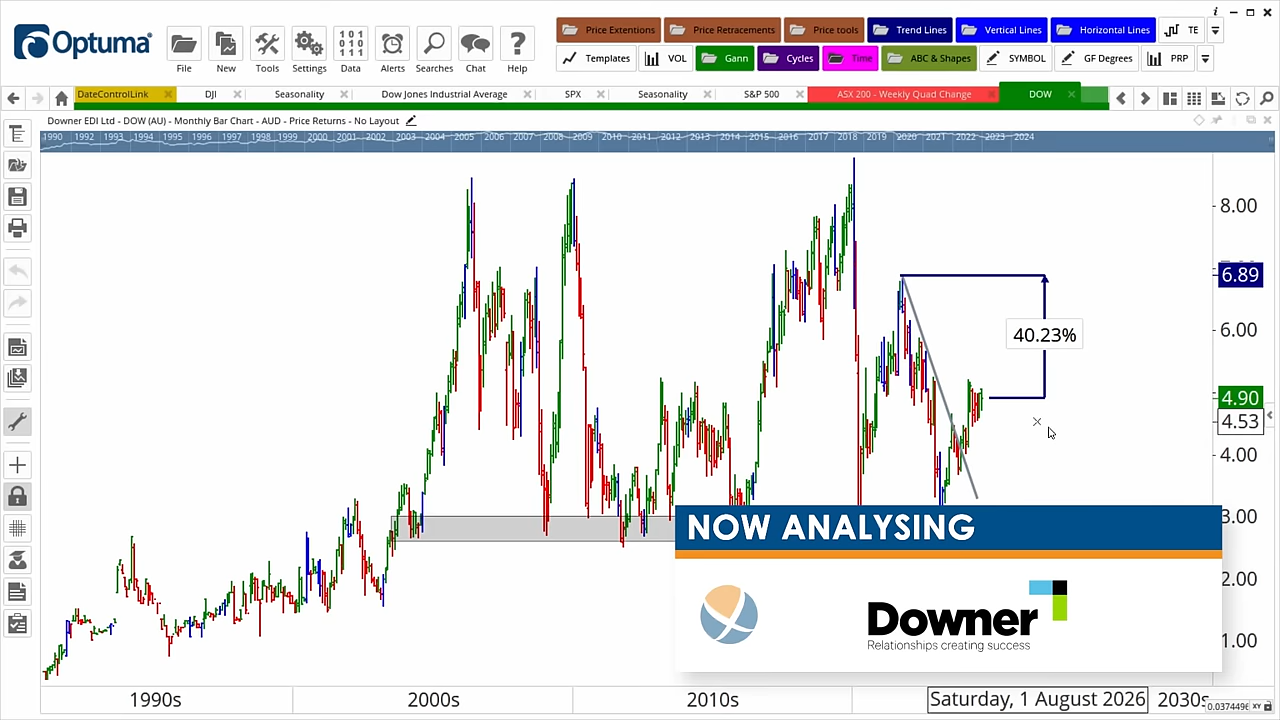 Optuma
File
New
Tools
Settings
Data
Alerts
Searches
Chat
Help
Price Extentions
Price Retracements
Price tools
Trend Lines
Vertical Lines
Horizontal Lines
TE
Templates
VOL
Gann
Cycles
Time
ABC & Shapes
SYMBOL
GF Degrees
PRP
DateControlLink
DJI
Seasonality
Dow Jones Industrial Average
SPX
Seasonality
S&P 500
ASX 200 - Weekly Quad Change
DOW
Downer EDI Ltd - DOW (AU) - Monthly Bar Chart - AUD - Price Returns - No Layout
1990 1992 1993 1994 1995 1996 1997 1998 1999 2000 2001 2002 2003 2004 2005 2006 2007 2008 2009 2010 2011 2012 2013 2014 2015 2016 2017 2018 2019 2020 2021 2022 2023 2024
8.00
6.89
6.00
40.23%
4.90
4.53
4.00
3.00
2.00
1.00
NOW ANALYSING
Downer
Relationships creating success
1990s
2000s
2010s
Saturday, 1 August 2026
2030s
XY